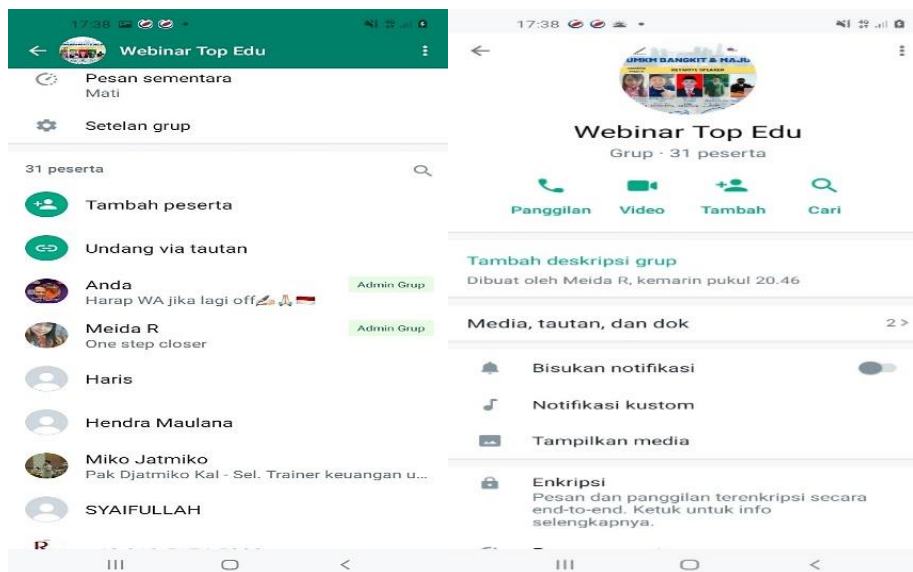 17:38
Webinar Top Edu
Pesan sementara
Mati
Setelan grup
31 peserta
Tambah peserta
Undang via tautan
Anda
Admin Grup
Harap WA jika lagi off
Meida R
Admin Grup
One step closer
Haris
Hendra Maulana
Miko Jatmiko
Pak Djatmiko Kal - Sel. Trainer keuangan u...
SYAIFULLAH
17:38
UMKM BANGKIT & MAJU
KEYNOTE SPEAKER
Webinar Top Edu
Grup · 31 peserta
Panggilan
Video
Tambah
Cari
Tambah deskripsi grup
Dibuat oleh Meida R, kemarin pukul 20.46
Media, tautan, dan dok
2 >
Bisukan notifikasi
Notifikasi kustom
Tampilkan media
Enkripsi
Pesan dan panggilan terenkripsi secara
end-to-end. Ketuk untuk info
selengkapnya.